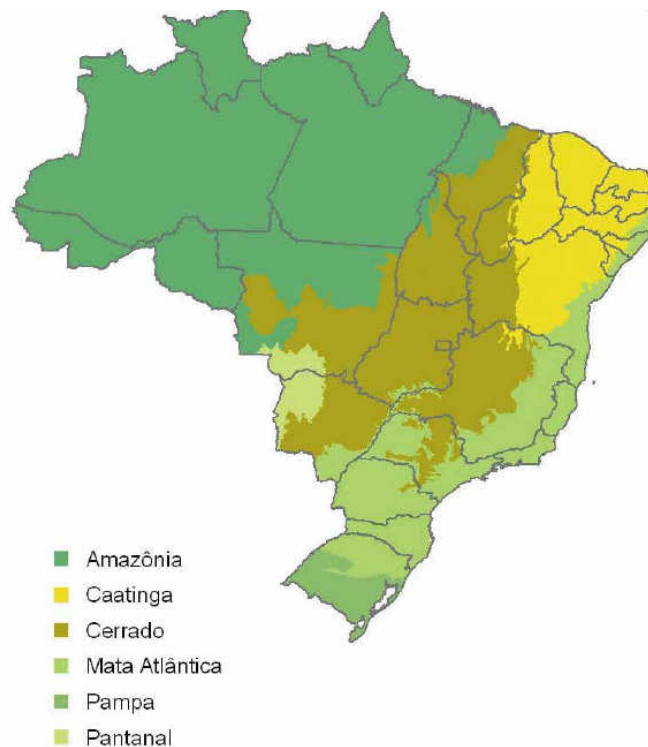 Amazônia
Caatinga
Cerrado
Mata Atlântica
Pampa
Pantanal